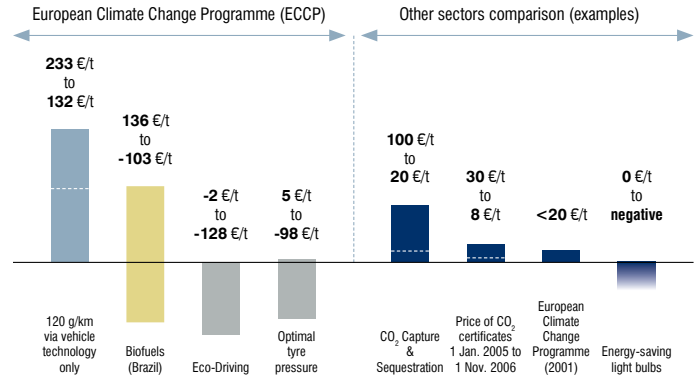 European Climate Change Programme (ECCP)
Other sectors comparison (examples)
233 €/t
to
132 €/t
136 €/t
to
-103 €/t
-2 €/t
to
-128 €/t
5 €/t
to
-98 €/t
100 €/t
to
20 €/t
30 €/t
to
8 €/t
<20 €/t
0 €/t
to
negative
120 g/km
via vehicle
technology
only
Biofuels
(Brazil)
Eco-Driving
Optimal
tyre
pressure
CO₂ Capture
&
Sequestration
Price of CO₂
certificates
1 Jan. 2005 to
1 Nov. 2006
European
Climate
Change
Programme
(2001)
Energy-saving
light bulbs